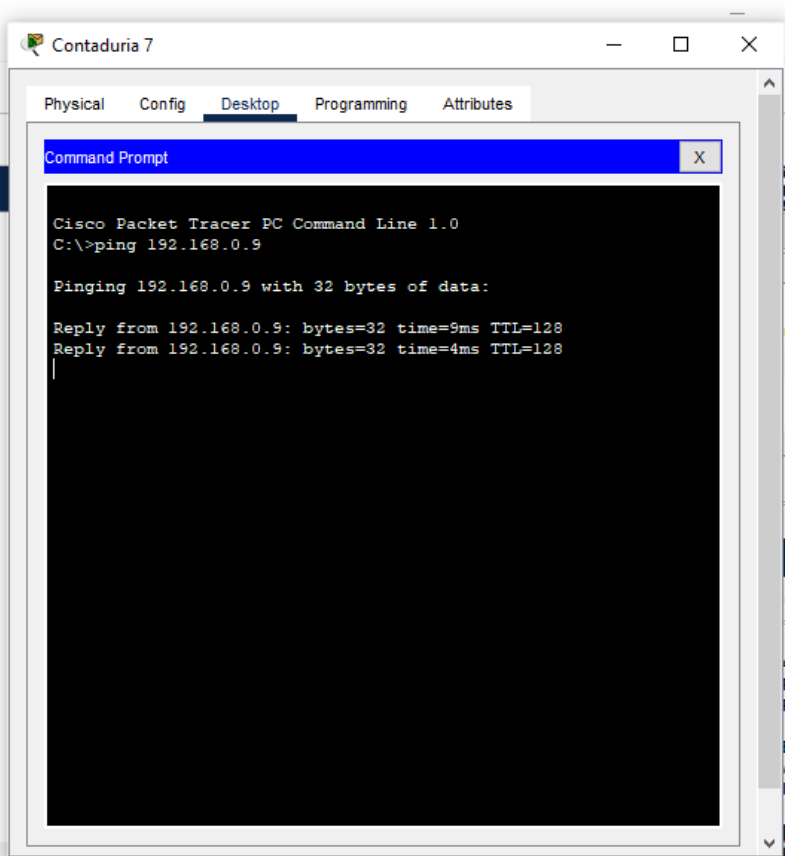 Contaduria 7
Physical Config Desktop Programming Attributes
Command Prompt X
Cisco Packet Tracer PC Command Line 1.0
C:\>ping 192.168.0.9
Pinging 192.168.0.9 with 32 bytes of data:
Reply from 192.168.0.9: bytes=32 time=9ms TTL=128
Reply from 192.168.0.9: bytes=32 time=4ms TTL=128